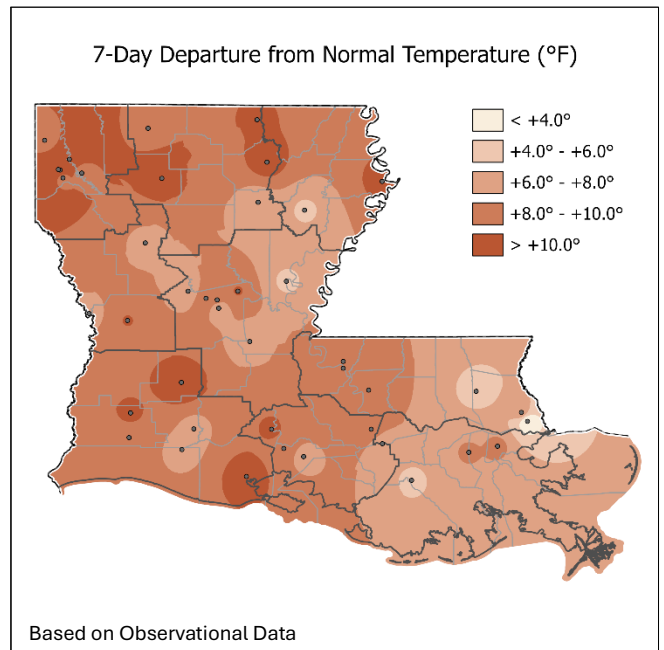 7-Day Departure from Normal Temperature (°F)
< +4.0°
+4.0° - +6.0°
+6.0° - +8.0°
+8.0° - +10.0°
> +10.0°
Based on Observational Data